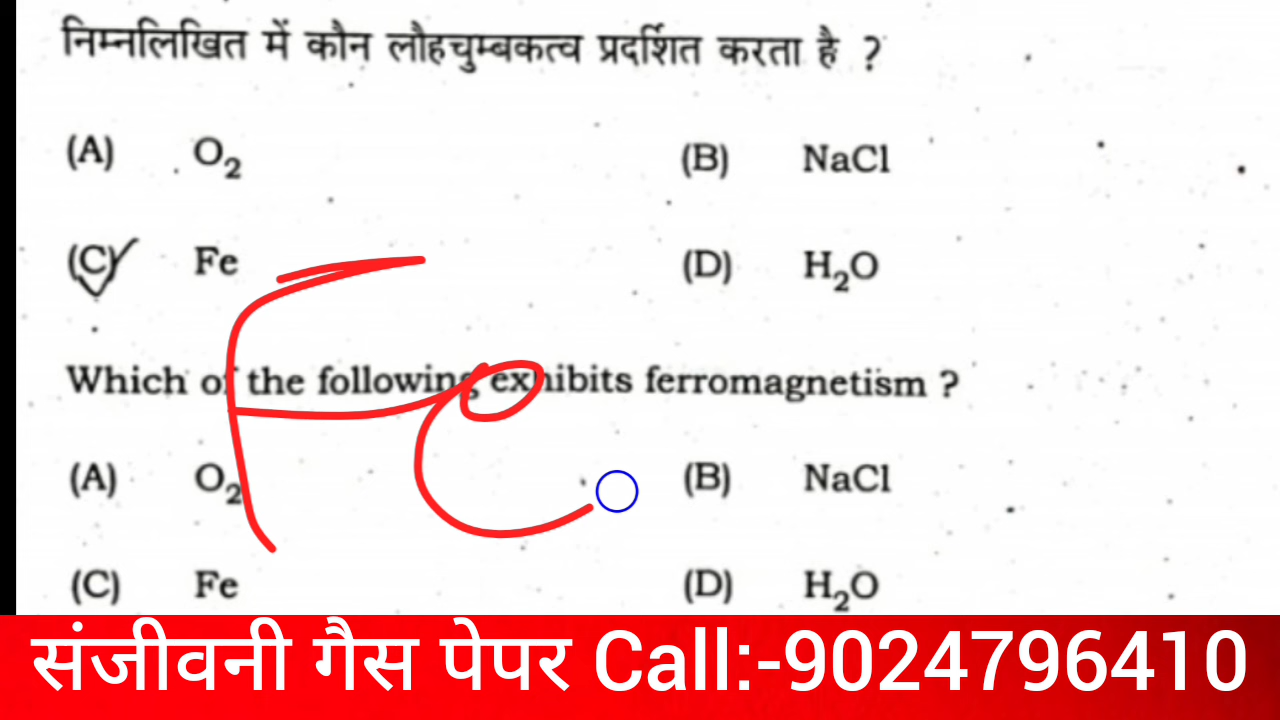 निम्नलिखित में कौन लौहचुम्बकत्व प्रदर्शित करता है ?
(A) O₂ (B) NaCl
(C) Fe (D) H₂O
Fe
Which of the following exhibits ferromagnetism ?
(A) O₂ (B) NaCl
(C) Fe (D) H₂O
संजीवनी गैस पेपर Call:-9024796410